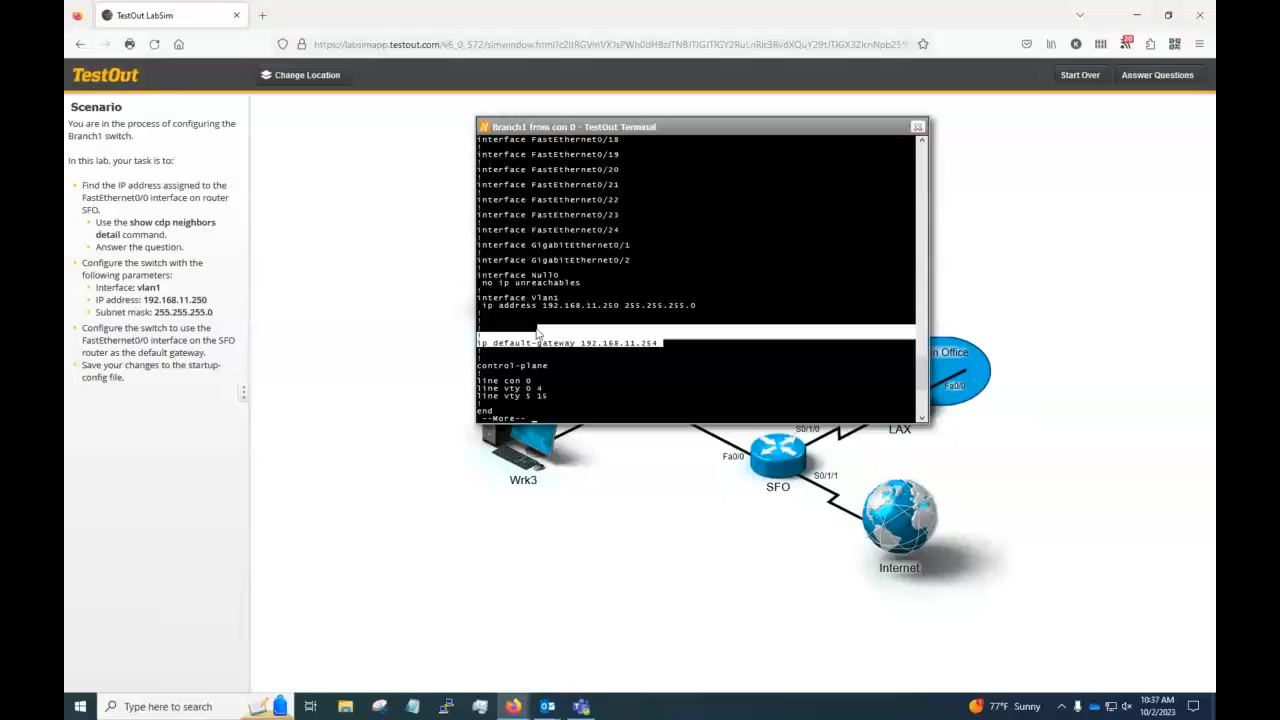 TestOut LabSim
https://labsimapp.testout.com/v6_0_572/simwindow.html
TestOut
Change Location
Start Over
Answer Questions
Scenario
You are in the process of configuring the
Branch1 switch.
In this lab, your task is to:
Find the IP address assigned to the
FastEthernet0/0 interface on router
SFO.
Use the show cdp neighbors
detail command.
Answer the question.
Configure the switch with the
following parameters:
Interface: vlan1
IP address: 192.168.11.250
Subnet mask: 255.255.255.0
Configure the switch to use the
FastEthernet0/0 interface on the SFO
router as the default gateway.
Save your changes to the startup-
config file.
Branch1 from con 0 - TestOut Terminal
interface FastEthernet0/18
!
interface FastEthernet0/19
!
interface FastEthernet0/20
!
interface FastEthernet0/21
!
interface FastEthernet0/22
!
interface FastEthernet0/23
!
interface FastEthernet0/24
!
interface GigabitEthernet0/1
!
interface GigabitEthernet0/2
!
interface Null0
no ip unreachables
!
interface Vlan1
ip address 192.168.11.250 255.255.255.0
!
!
!
!
ip default-gateway 192.168.11.254
!
!
control-plane
!
line con 0
line vty 0 4
line vty 5 15
!
end
--More--
n Office
Fa0/0
LAX
S0/1/0
Fa0/0
S0/1/1
SFO
Wrk3
Internet
20
Type here to search
77°F Sunny
10:37 AM
10/2/2023